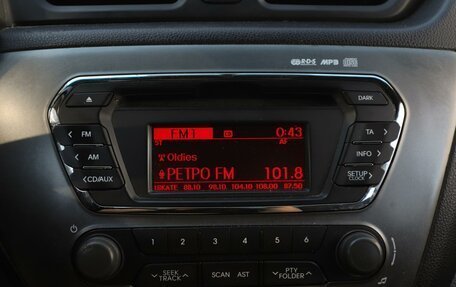 RDS MP3
DARK
FM
AM
CD/AUX
TA
INFO
SETUP
CLOCK
FM1 0:43
ST AF
Oldies
РЕТРО FM 101.8
88.10 98.10 104.10 108.00 87.50
1 2 3 4 5 6
SEEK
TRACK
SCAN AST
PTY
FOLDER